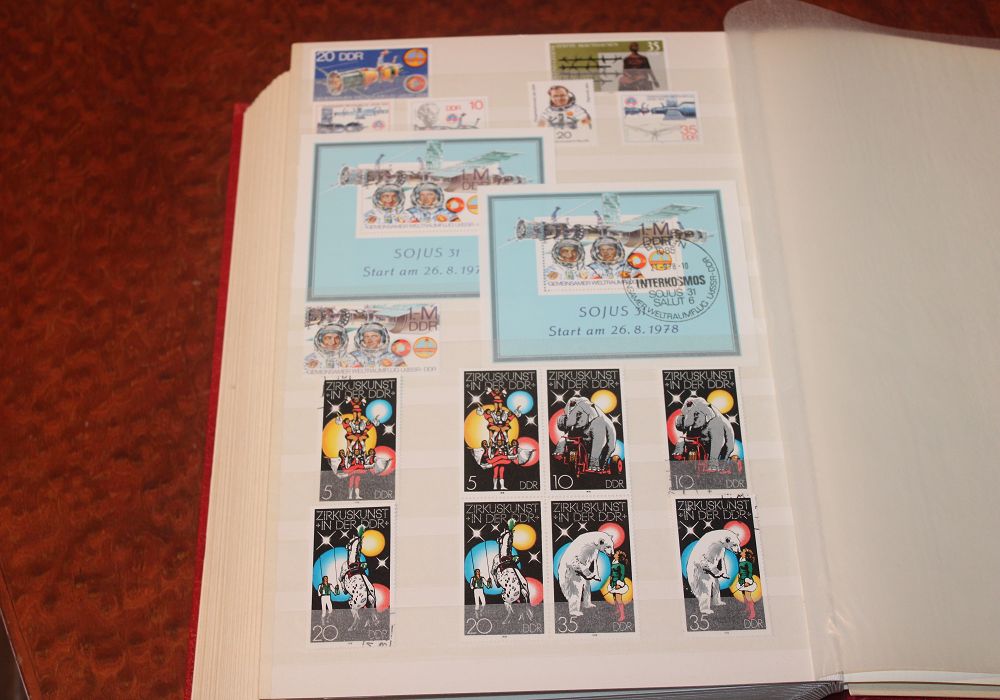 20 DDR
35
DDR 10
20
35
I-M
DDR
GEMEINSAMER WELTRAUMFLUG UdSSR-
SOJUS 31
Start am 26.8.197
I-M
DDR
GEMEINSAMER WELTRAUMFLUG UdSSR-DDR
INTERKOSMOS
SOJUS 31
SALUT 6
SOJUS 31
Start am 26.8.1978
I-M
DDR
GEMEINSAMER WELTRAUMFLUG UdSSR-DDR
ZIRKUSKUNST
IN DER DDR
5 DDR
ZIRKUSKUNST
IN DER DDR
5 DDR
ZIRKUSKUNST
IN DER DDR
10 DDR
ZIRKUSKUNST
IN DER DDR
10 DDR
ZIRKUSKUNST
IN DER DDR
20 DDR
ZIRKUSKUNST
IN DER DDR
20 DDR
ZIRKUSKUNST
IN DER DDR
35 DDR
ZIRKUSKUNST
IN DER DDR
35 DDR